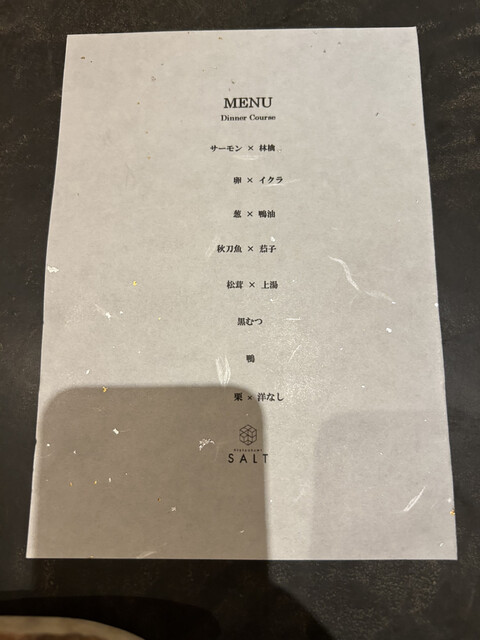 MENU
Dinner Course
サーモン × 林檎
卵 × イクラ
葱 × 鴨油
秋刀魚 × 茄子
松茸 × 上湯
黒むつ
鴨
栗 × 洋なし
restaurant
SALT